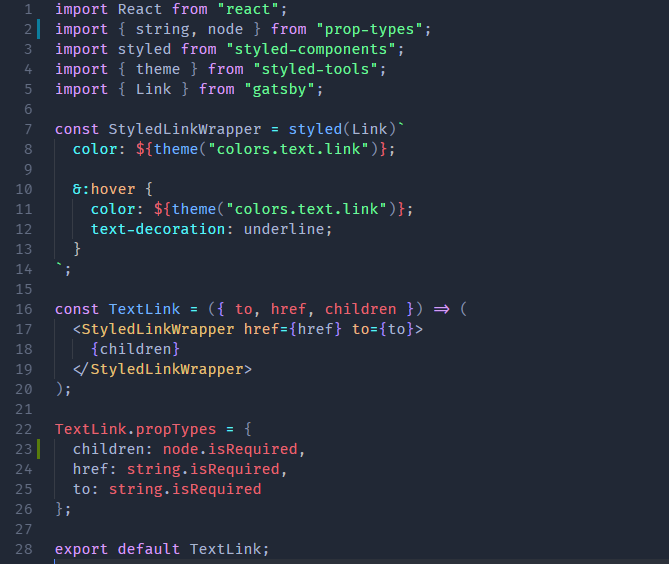 1 import React from "react";
2 import { string, node } from "prop-types";
3 import styled from "styled-components";
4 import { theme } from "styled-tools";
5 import { Link } from "gatsby";
6
7 const StyledLinkWrapper = styled(Link)`
8   color: ${theme("colors.text.link")};
9
10   &:hover {
11     color: ${theme("colors.text.link")};
12     text-decoration: underline;
13   }
14 `;
15
16 const TextLink = ({ to, href, children }) => (
17   <StyledLinkWrapper href={href} to={to}>
18     {children}
19   </StyledLinkWrapper>
20 );
21
22 TextLink.propTypes = {
23   children: node.isRequired,
24   href: string.isRequired,
25   to: string.isRequired
26 };
27
28 export default TextLink;